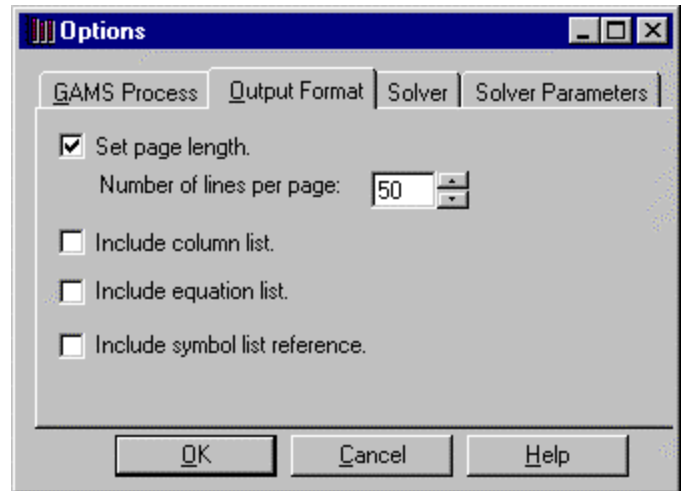 Options
GAMS Process Output Format Solver Solver Parameters
Set page length.
Number of lines per page: 50
Include column list.
Include equation list.
Include symbol list reference.
OK Cancel Help